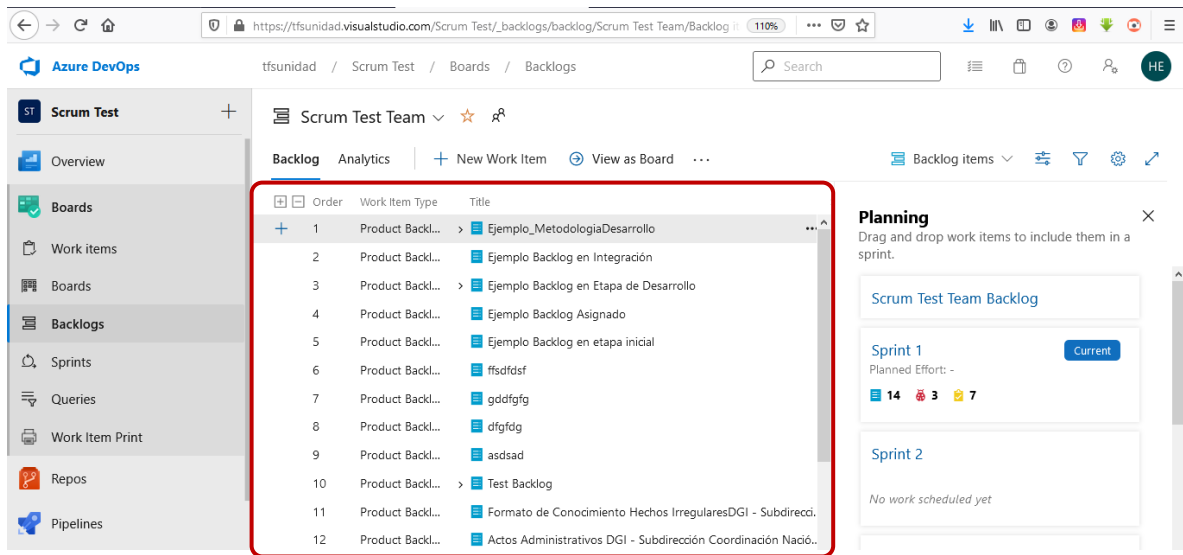 https://tfsunidad.visualstudio.com/Scrum Test/_backlogs/backlog/Scrum Test Team/Backlog it 110%
Azure DevOps tfsunidad / Scrum Test / Boards / Backlogs Search HE
ST Scrum Test Scrum Test Team
Overview Backlog Analytics New Work Item View as Board ... Backlog items
Boards
Work items
Boards
Backlogs
Sprints
Queries
Work Item Print
Repos
Pipelines
Order Work Item Type Title
1 Product Backl... Ejemplo_MetodologiaDesarrollo ...
2 Product Backl... Ejemplo Backlog en Integración
3 Product Backl... Ejemplo Backlog en Etapa de Desarrollo
4 Product Backl... Ejemplo Backlog Asignado
5 Product Backl... Ejemplo Backlog en etapa inicial
6 Product Backl... ffsdfdsf
7 Product Backl... gddfgfg
8 Product Backl... dfgfdg
9 Product Backl... asdsad
10 Product Backl... Test Backlog
11 Product Backl... Formato de Conocimiento Hechos IrregularesDGI - Subdirecci.
12 Product Backl... Actos Administrativos DGI - Subdirección Coordinación Nació..
Planning
Drag and drop work items to include them in a
sprint.
Scrum Test Team Backlog
Sprint 1 Current
Planned Effort: -
14 3 7
Sprint 2
No work scheduled yet